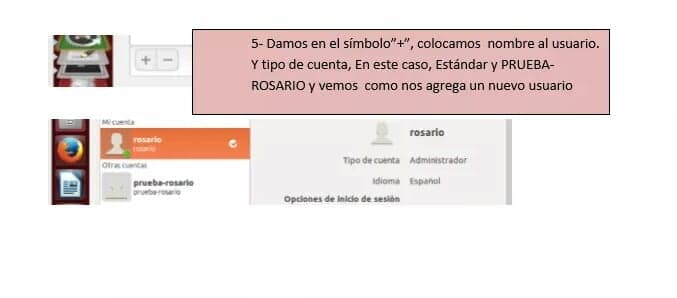 5- Damos en el símbolo”+”, colocamos nombre al usuario.
Y tipo de cuenta, En este caso, Estándar y PRUEBA-
ROSARIO y vemos como nos agrega un nuevo usuario
+ −
Mi cuenta
rosario
rosario
Otras cuentas
prueba-rosario
prueba-rosario
rosario
Tipo de cuenta Administrador
Idioma Español
Opciones de inicio de sesión